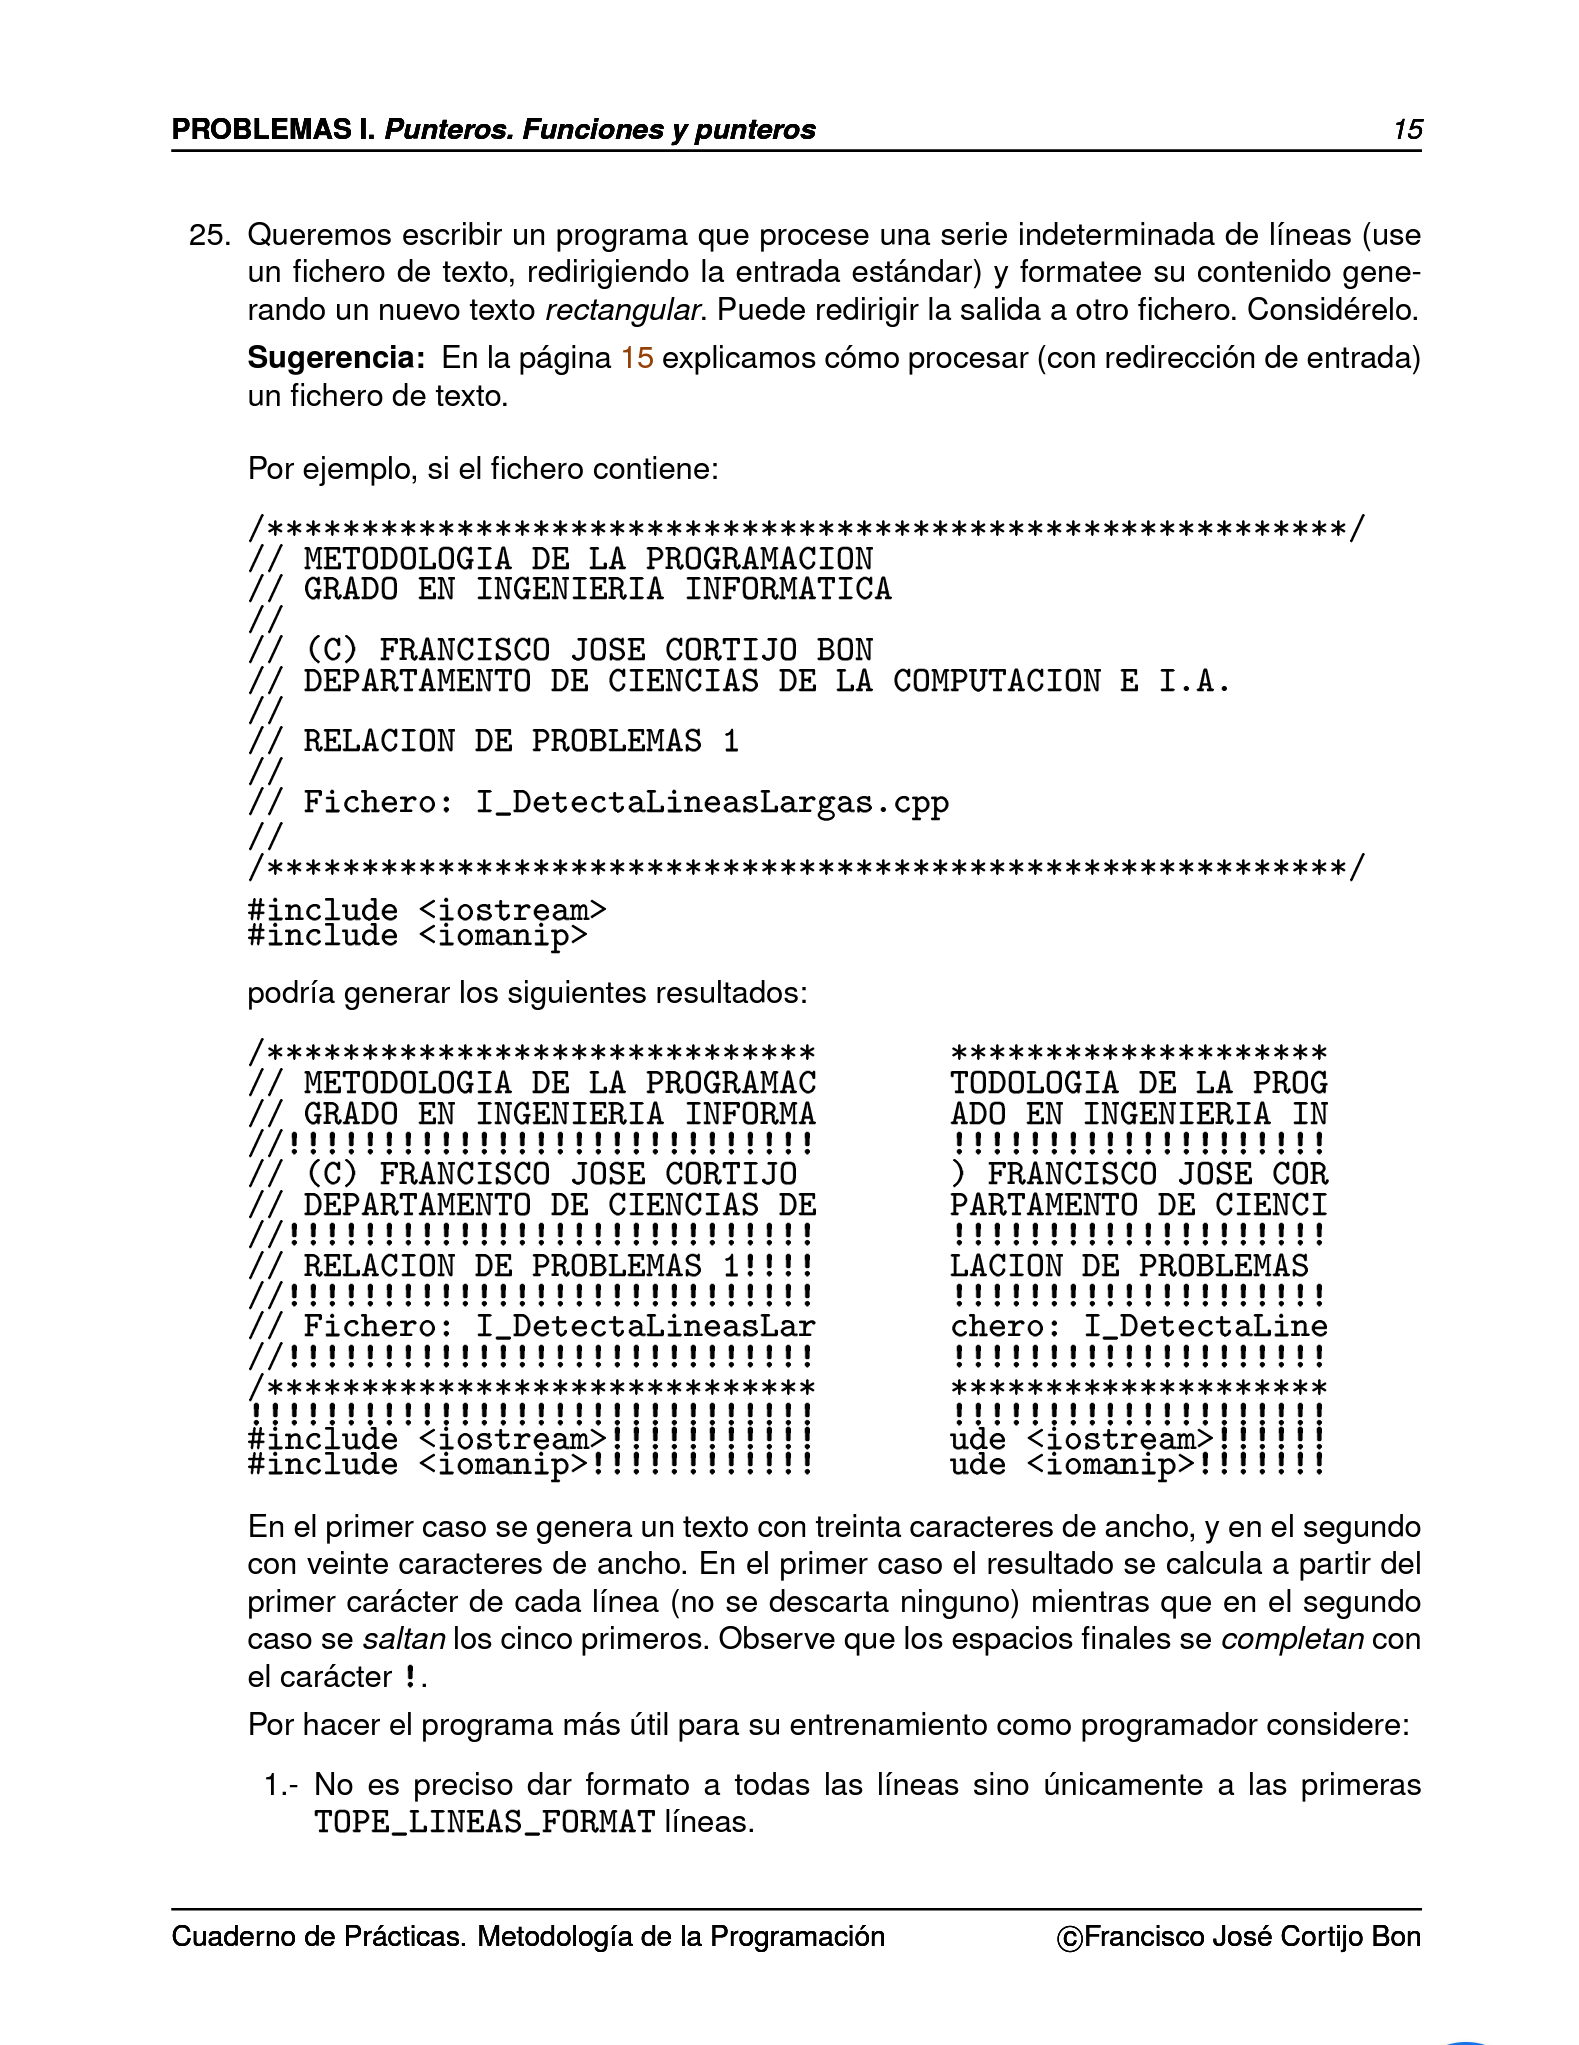 PROBLEMAS I. Punteros. Funciones y punteros 15
25. Queremos escribir un programa que procese una serie indeterminada de líneas (use
un fichero de texto, redirigiendo la entrada estándar) y formatee su contenido gene-
rando un nuevo texto rectangular. Puede redirigir la salida a otro fichero. Considérelo.
Sugerencia: En la página 15 explicamos cómo procesar (con redirección de entrada)
un fichero de texto.
Por ejemplo, si el fichero contiene:
/*********************************************************/
// METODOLOGIA DE LA PROGRAMACION
// GRADO EN INGENIERIA INFORMATICA
//
// (C) FRANCISCO JOSE CORTIJO BON
// DEPARTAMENTO DE CIENCIAS DE LA COMPUTACION E I.A.
//
// RELACION DE PROBLEMAS 1
//
// Fichero: I_DetectaLineasLargas.cpp
//
/*********************************************************/
#include <iostream>
#include <iomanip>
podría generar los siguientes resultados:
/***************************** ********************
// METODOLOGIA DE LA PROGRAMAC TODOLOGIA DE LA PROG
// GRADO EN INGENIERIA INFORMA ADO EN INGENIERIA IN
//!!!!!!!!!!!!!!!!!!!!!!!!!!!! !!!!!!!!!!!!!!!!!!!!
// (C) FRANCISCO JOSE CORTIJO ) FRANCISCO JOSE COR
// DEPARTAMENTO DE CIENCIAS DE PARTAMENTO DE CIENCI
//!!!!!!!!!!!!!!!!!!!!!!!!!!!! !!!!!!!!!!!!!!!!!!!!
// RELACION DE PROBLEMAS 1!!!! LACION DE PROBLEMAS
//!!!!!!!!!!!!!!!!!!!!!!!!!!!! !!!!!!!!!!!!!!!!!!!!
// Fichero: I_DetectaLineasLar chero: I_DetectaLine
//!!!!!!!!!!!!!!!!!!!!!!!!!!!! !!!!!!!!!!!!!!!!!!!!
/***************************** ********************
!!!!!!!!!!!!!!!!!!!!!!!!!!!!!! !!!!!!!!!!!!!!!!!!!!
#include <iostream>!!!!!!!!!!! ude <iostream>!!!!!!
#include <iomanip>!!!!!!!!!!!! ude <iomanip>!!!!!!!
En el primer caso se genera un texto con treinta caracteres de ancho, y en el segundo
con veinte caracteres de ancho. En el primer caso el resultado se calcula a partir del
primer carácter de cada línea (no se descarta ninguno) mientras que en el segundo
caso se saltan los cinco primeros. Observe que los espacios finales se completan con
el carácter !.
Por hacer el programa más útil para su entrenamiento como programador considere:
1.- No es preciso dar formato a todas las líneas sino únicamente a las primeras
TOPE_LINEAS_FORMAT líneas.
Cuaderno de Prácticas. Metodología de la Programación ©Francisco José Cortijo Bon